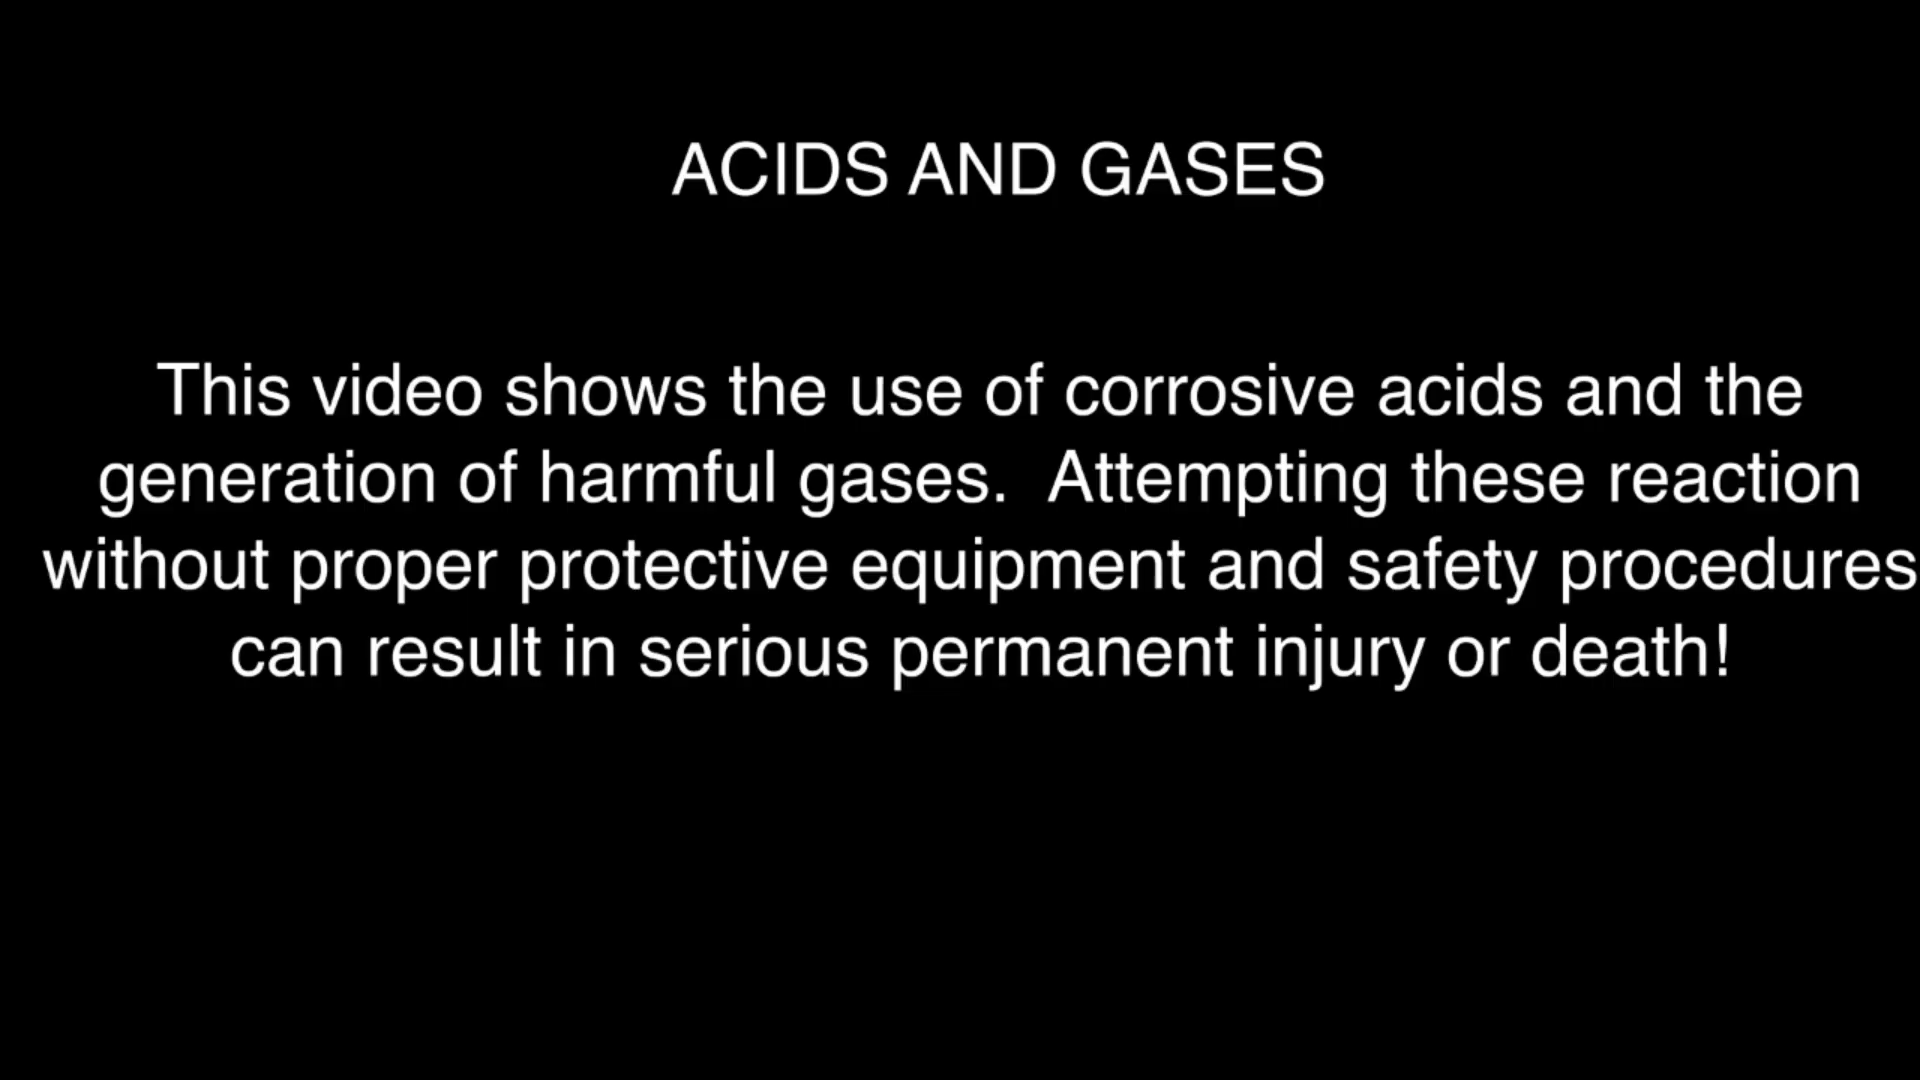 ACIDS AND GASES
This video shows the use of corrosive acids and the
generation of harmful gases.  Attempting these reaction
without proper protective equipment and safety procedures
can result in serious permanent injury or death!